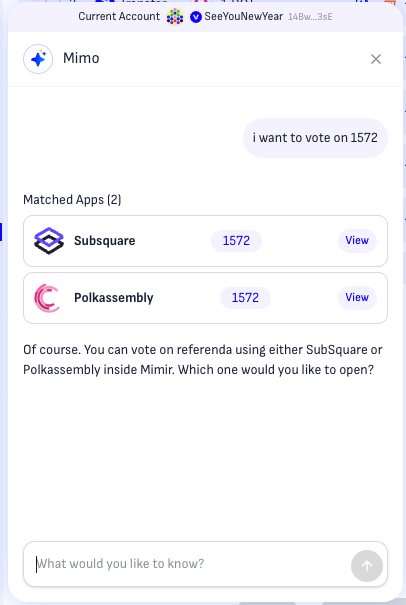 Current Account SeeYouNewYear 14Bw...3sE
Mimo
i want to vote on 1572
Matched Apps (2)
Subsquare 1572 View
Polkassembly 1572 View
Of course. You can vote on referenda using either SubSquare or
Polkassembly inside Mimir. Which one would you like to open?
What would you like to know?